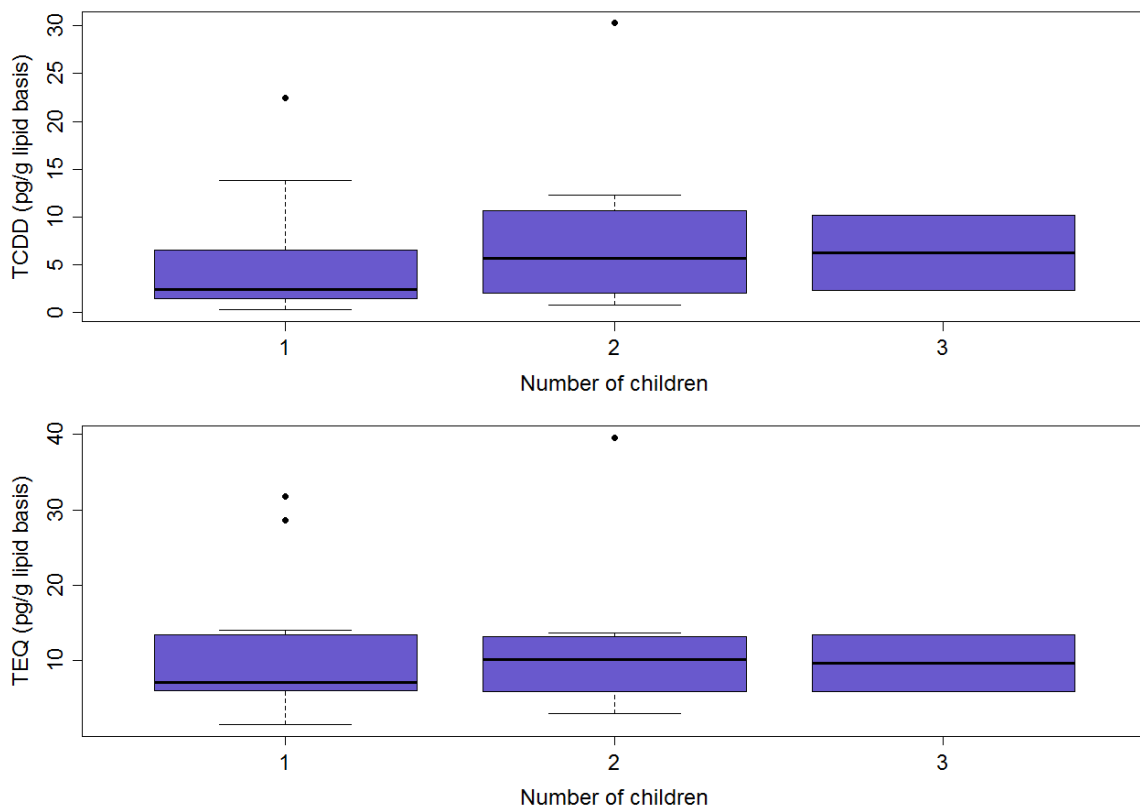 TCDD (pg/g lipid basis)
30
25
20
15
10
5
0
1 2 3
Number of children
TEQ (pg/g lipid basis)
40
30
20
10
1 2 3
Number of children